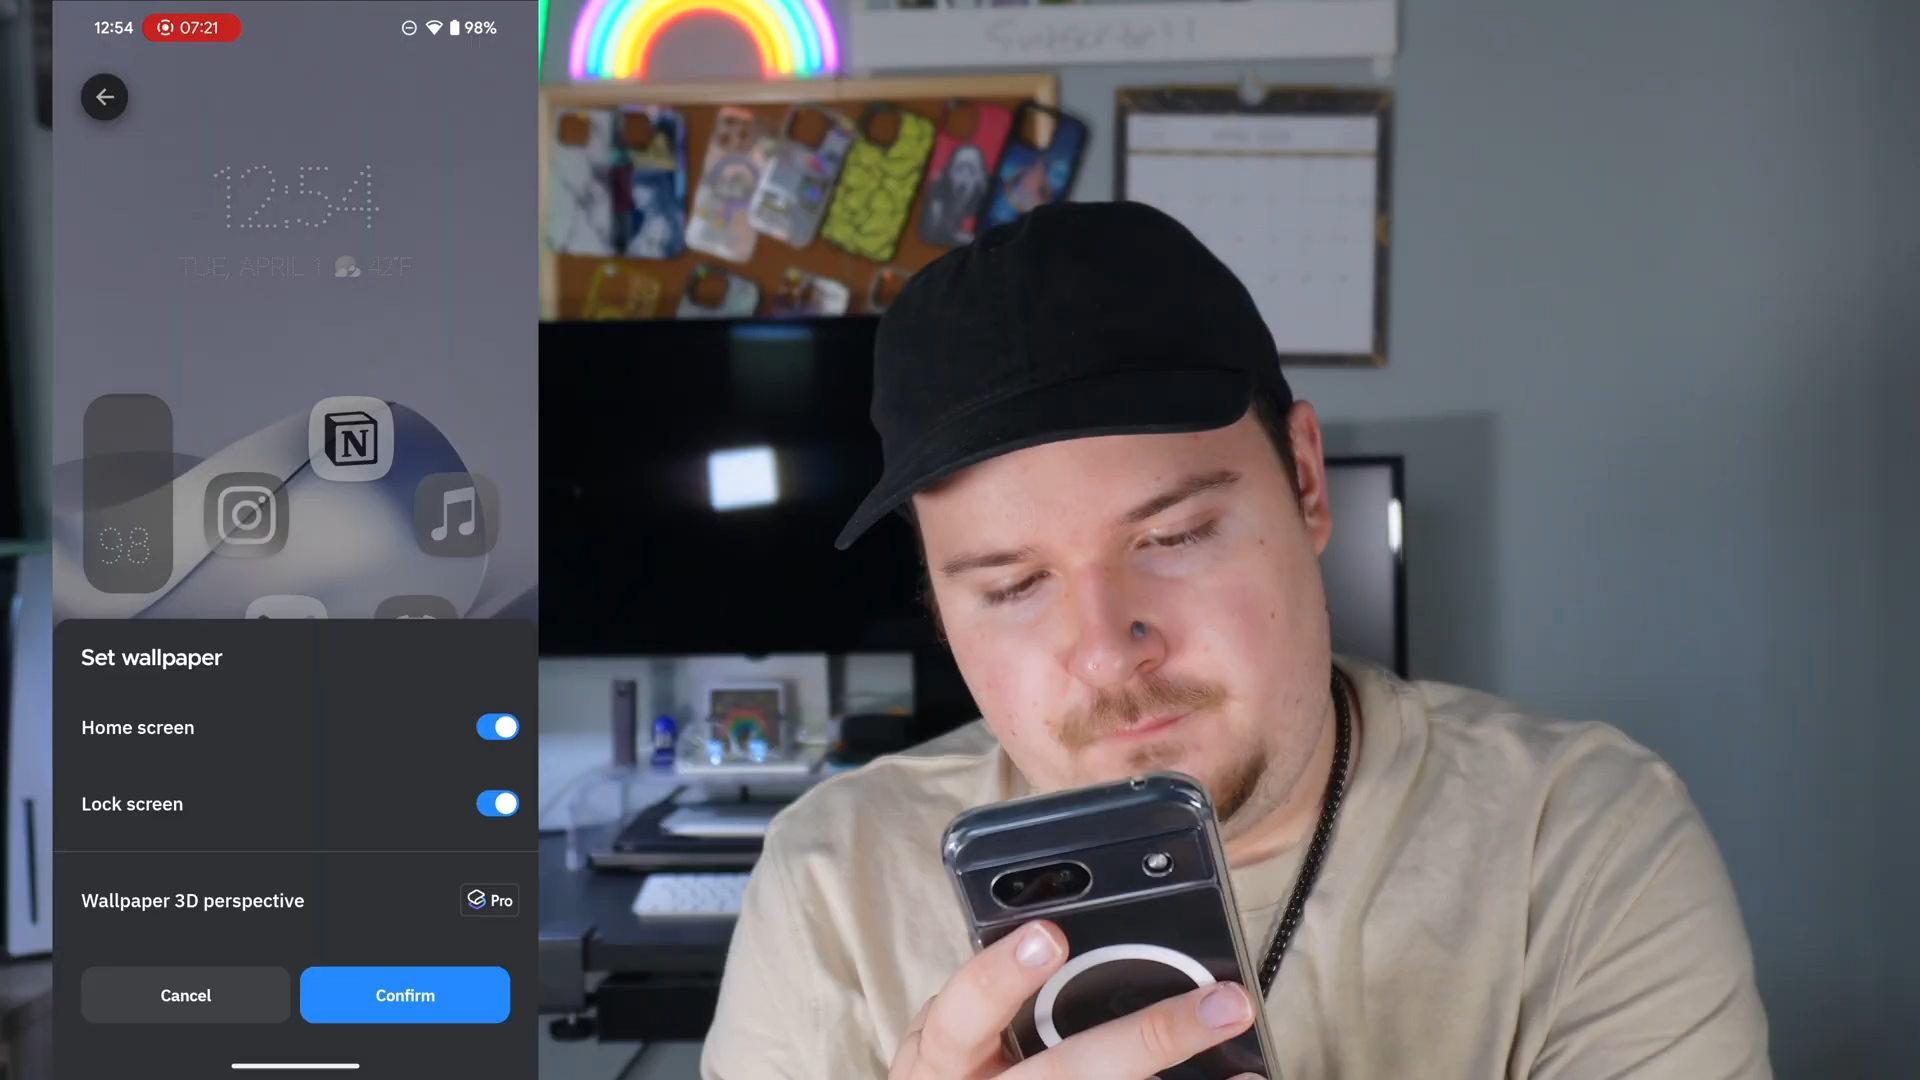 12:54 07:21 98%
12:54
TUE, APRIL 1 42°F
N
98
Set wallpaper
Home screen
Lock screen
Wallpaper 3D perspective Pro
Cancel Confirm
Subscribe!!